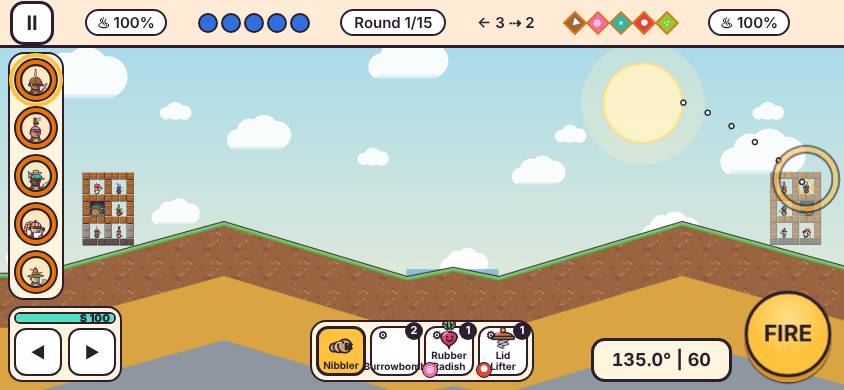 100%
Round 1/15
← 3 ⇢ 2
100%
S 100
2
1
1
Nibbler
Burrowbomb
Rubber Radish
Lid Lifter
135.0° | 60
FIRE